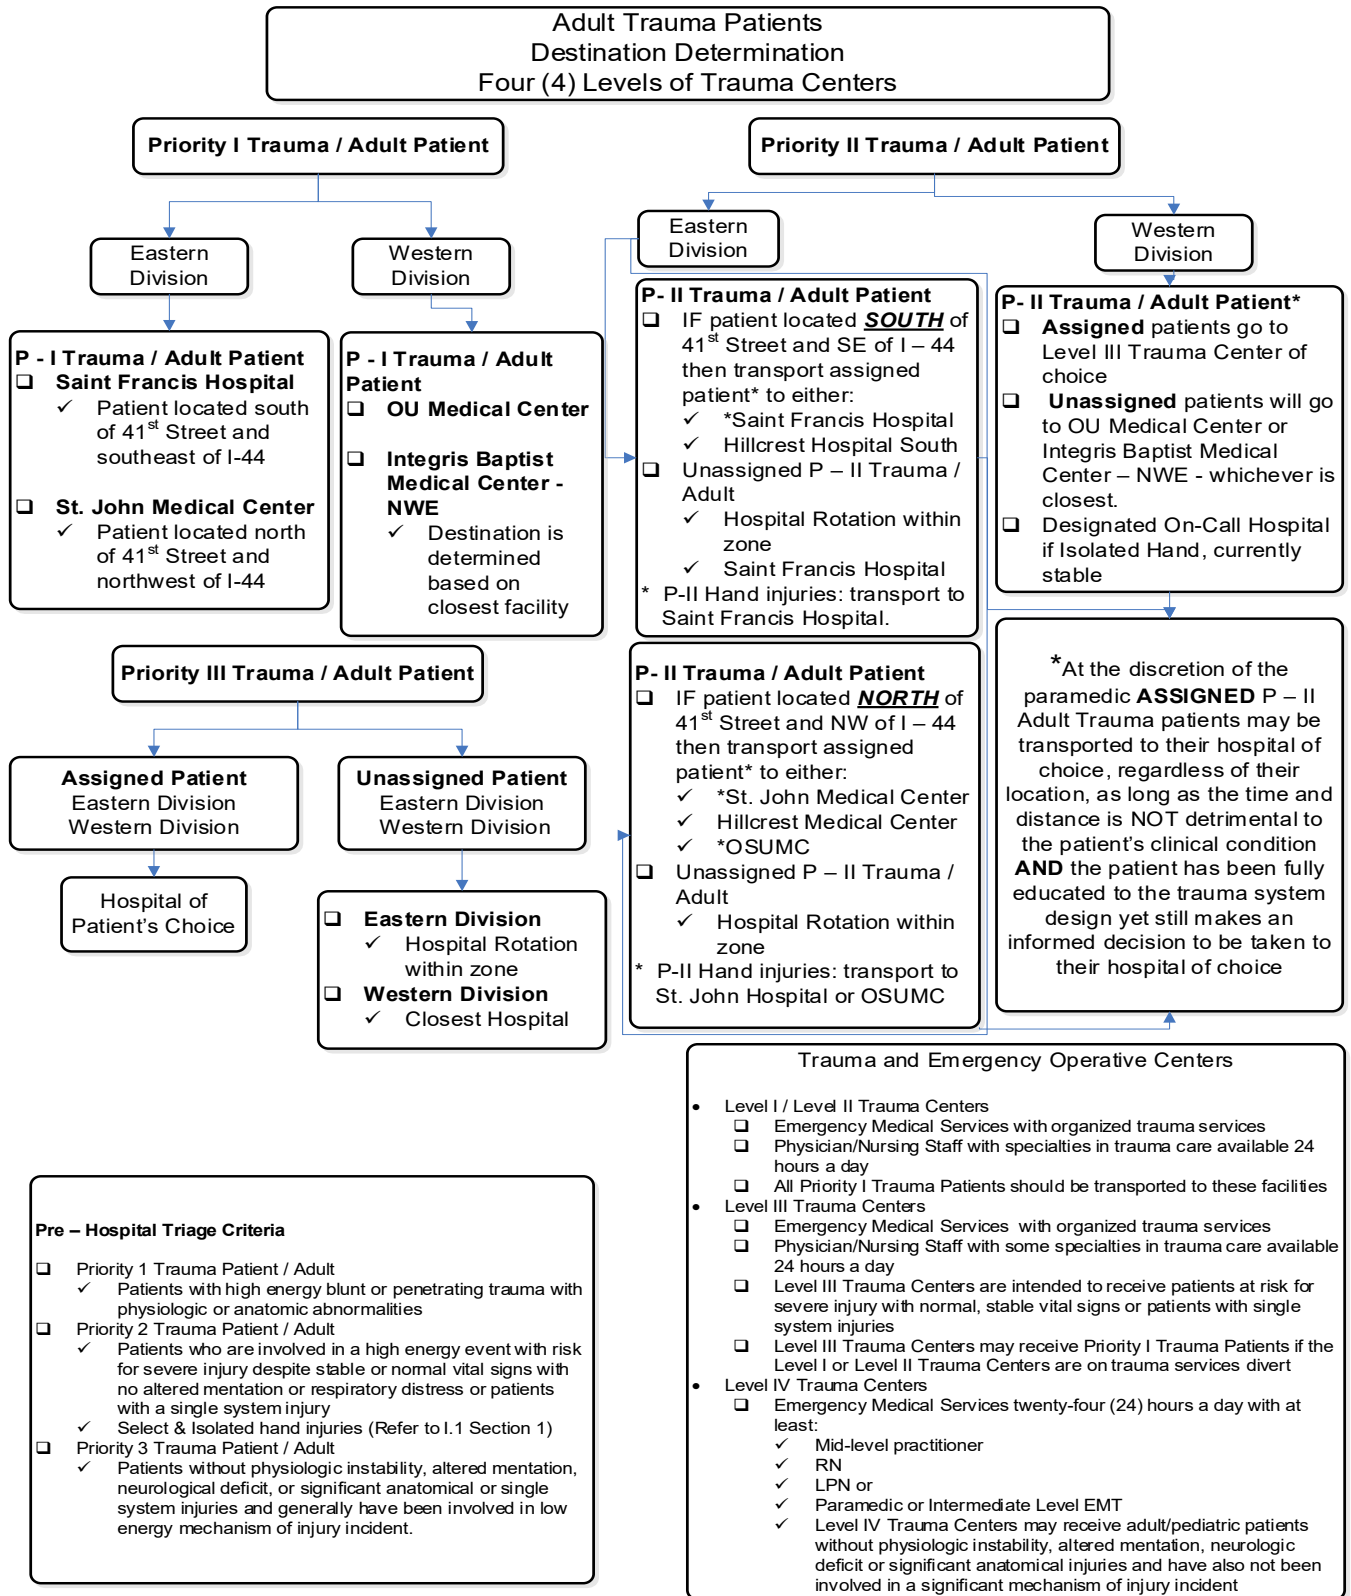 Adult Trauma Patients
Destination Determination
Four (4) Levels of Trauma Centers
Priority I Trauma / Adult Patient
Eastern
Division
Western
Division
P - I Trauma / Adult Patient
❑ Saint Francis Hospital
✓ Patient located south
of 41st Street and
southeast of I-44
❑ St. John Medical Center
✓ Patient located north
of 41st Street and
northwest of I-44
P - I Trauma / Adult
Patient
❑ OU Medical Center
❑ Integris Baptist
Medical Center -
NWE
✓ Destination is
determined
based on
closest facility
Priority II Trauma / Adult Patient
Eastern
Division
Western
Division
P- II Trauma / Adult Patient
❑ IF patient located SOUTH of
41st Street and SE of I – 44
then transport assigned
patient* to either:
✓ *Saint Francis Hospital
✓ Hillcrest Hospital South
❑ Unassigned P – II Trauma /
Adult
✓ Hospital Rotation within
zone
✓ Saint Francis Hospital
* P-II Hand injuries: transport to
Saint Francis Hospital.
P- II Trauma / Adult Patient*
❑ Assigned patients go to
Level III Trauma Center of
choice
❑ Unassigned patients will go
to OU Medical Center or
Integris Baptist Medical
Center – NWE - whichever is
closest.
❑ Designated On-Call Hospital
if Isolated Hand, currently
stable
P- II Trauma / Adult Patient
❑ IF patient located NORTH of
41st Street and NW of I – 44
then transport assigned
patient* to either:
✓ *St. John Medical Center
✓ Hillcrest Medical Center
✓ *OSUMC
❑ Unassigned P – II Trauma /
Adult
✓ Hospital Rotation within
zone
* P-II Hand injuries: transport to
St. John Hospital or OSUMC
*At the discretion of the
paramedic ASSIGNED P – II
Adult Trauma patients may be
transported to their hospital of
choice, regardless of their
location, as long as the time and
distance is NOT detrimental to
the patient’s clinical condition
AND the patient has been fully
educated to the trauma system
design yet still makes an
informed decision to be taken to
their hospital of choice
Priority III Trauma / Adult Patient
Assigned Patient
Eastern Division
Western Division
Unassigned Patient
Eastern Division
Western Division
Hospital of
Patient’s Choice
❑ Eastern Division
✓ Hospital Rotation
within zone
❑ Western Division
✓ Closest Hospital
Pre – Hospital Triage Criteria
❑ Priority 1 Trauma Patient / Adult
✓ Patients with high energy blunt or penetrating trauma with
physiologic or anatomic abnormalities
❑ Priority 2 Trauma Patient / Adult
✓ Patients who are involved in a high energy event with risk
for severe injury despite stable or normal vital signs with
no altered mentation or respiratory distress or patients
with a single system injury
✓ Select & Isolated hand injuries (Refer to I.1 Section 1)
❑ Priority 3 Trauma Patient / Adult
✓ Patients without physiologic instability, altered mentation,
neurological deficit, or significant anatomical or single
system injuries and generally have been involved in low
energy mechanism of injury incident.
Trauma and Emergency Operative Centers
• Level I / Level II Trauma Centers
❑ Emergency Medical Services with organized trauma services
❑ Physician/Nursing Staff with specialties in trauma care available 24
hours a day
❑ All Priority I Trauma Patients should be transported to these facilities
• Level III Trauma Centers
❑ Emergency Medical Services with organized trauma services
❑ Physician/Nursing Staff with some specialties in trauma care available
24 hours a day
❑ Level III Trauma Centers are intended to receive patients at risk for
severe injury with normal, stable vital signs or patients with single
system injuries
❑ Level III Trauma Centers may receive Priority I Trauma Patients if the
Level I or Level II Trauma Centers are on trauma services divert
• Level IV Trauma Centers
❑ Emergency Medical Services twenty-four (24) hours a day with at
least:
✓ Mid-level practitioner
✓ RN
✓ LPN or
✓ Paramedic or Intermediate Level EMT
✓ Level IV Trauma Centers may receive adult/pediatric patients
without physiologic instability, altered mentation, neurologic
deficit or significant anatomical injuries and have also not been
involved in a significant mechanism of injury incident